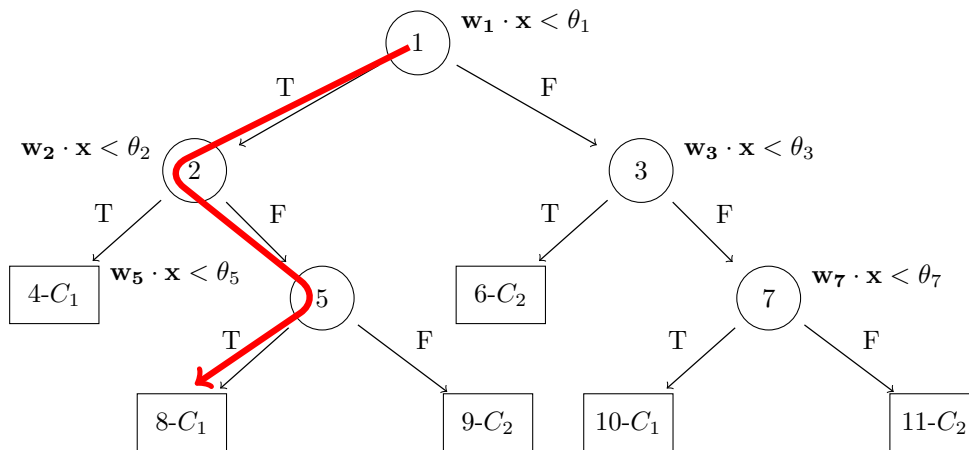 1 𝐰𝟏 · 𝐱 < θ₁
T F
𝐰𝟐 · 𝐱 < θ₂ 2 3 𝐰𝟑 · 𝐱 < θ₃
T F T F
4-C₁ 𝐰𝟓 · 𝐱 < θ₅ 5 6-C₂ 7 𝐰𝟕 · 𝐱 < θ₇
T F T F
8-C₁ 9-C₂ 10-C₁ 11-C₂